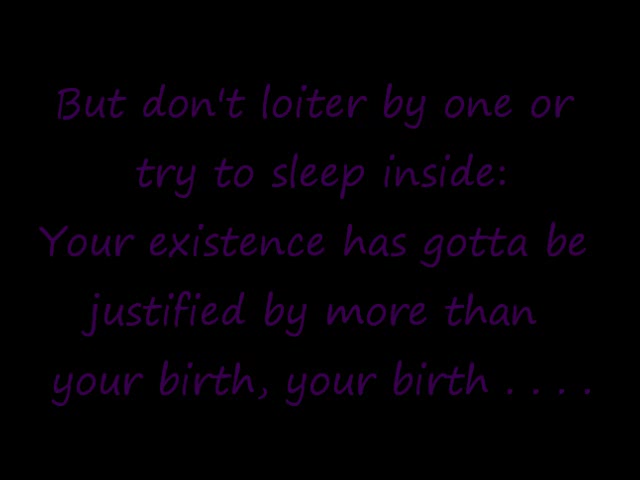 But don't loiter by one or
try to sleep inside:
Your existence has gotta be
justified by more than
your birth, your birth . . . .